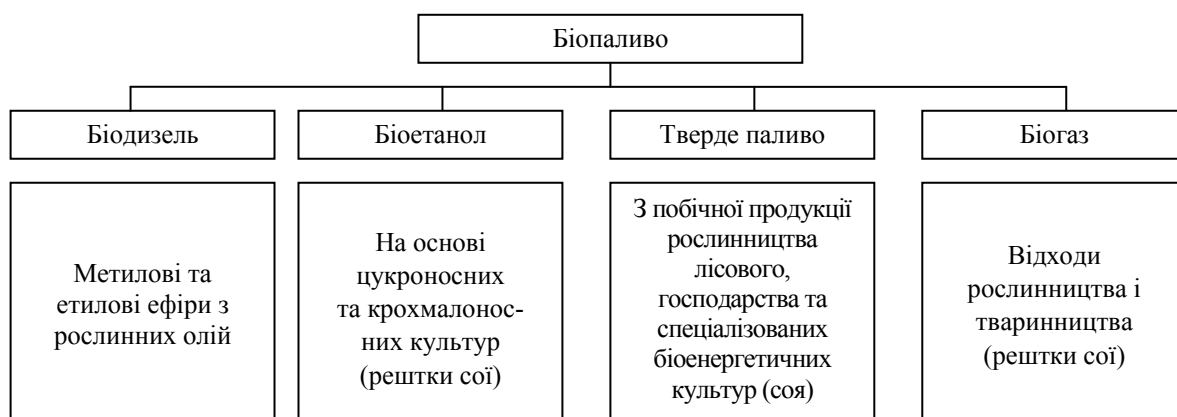 Біопаливо
Біодизель
Біоетанол
Тверде паливо
Біогаз
Метилові та
етилові ефіри з
рослинних олій
На основі
цукроносних
та крохмалонос-
них культур
(рештки сої)
З побічної продукції
рослинництва
лісового,
господарства та
спеціалізованих
біоенергетичних
культур (соя)
Відходи
рослинництва і
тваринництва
(рештки сої)